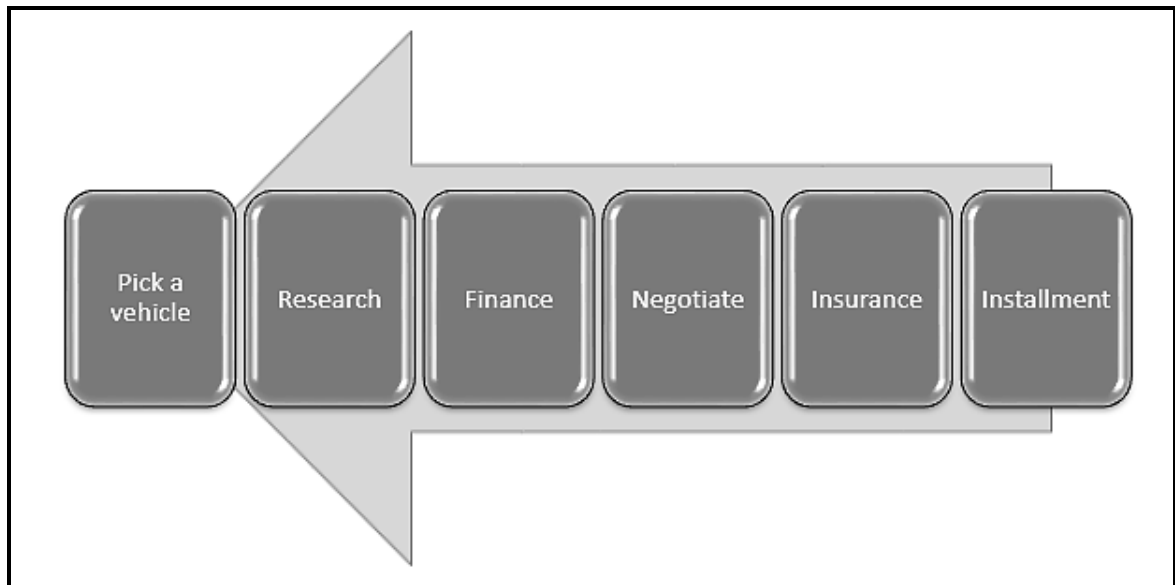 Pick a
vehicle
Research
Finance
Negotiate
Insurance
Installment